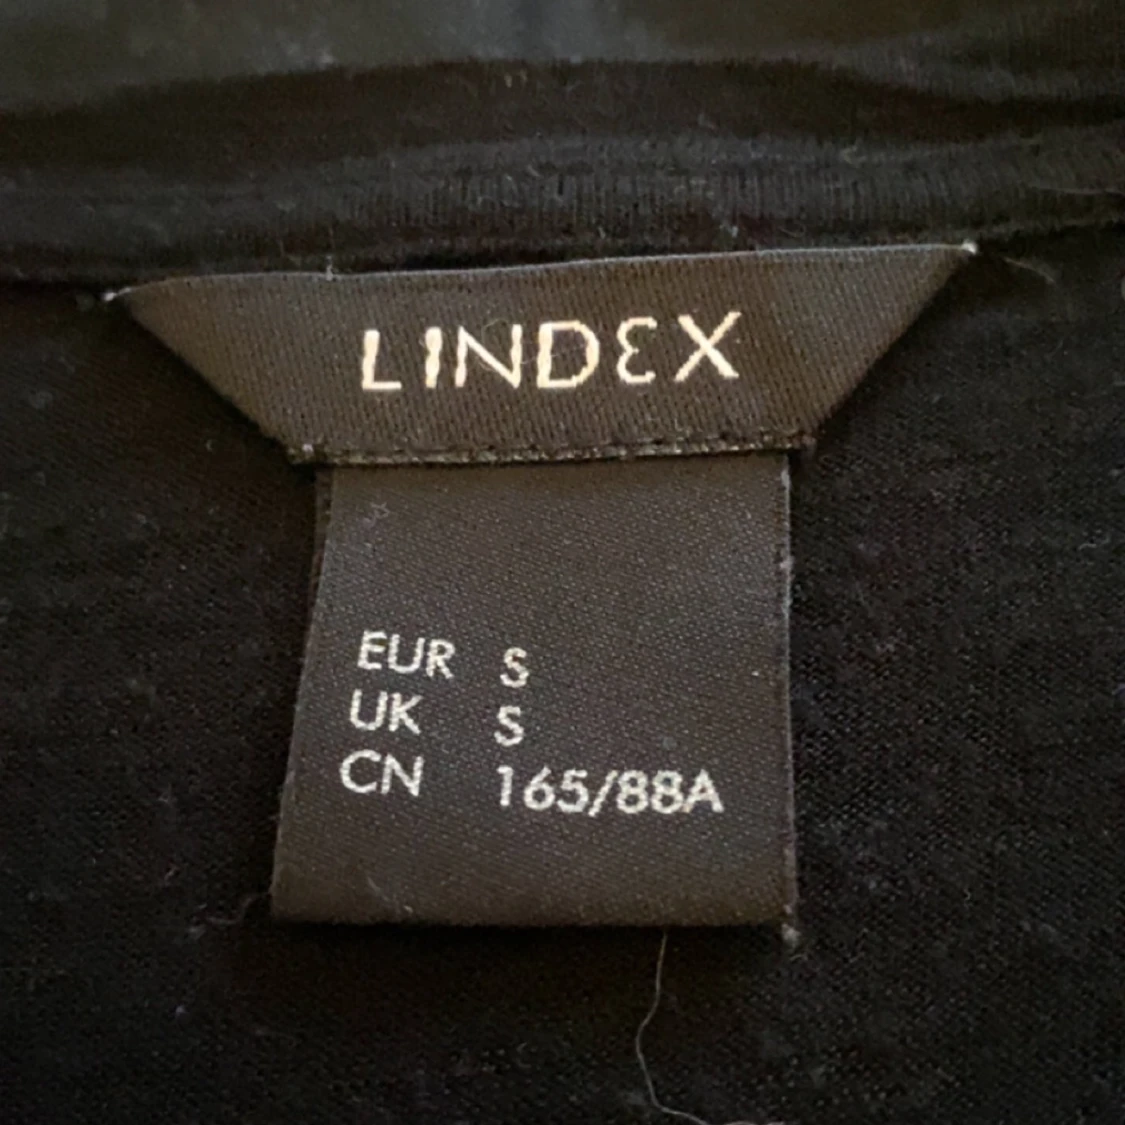 LINDEX
EUR S
UK S
CN 165/88A